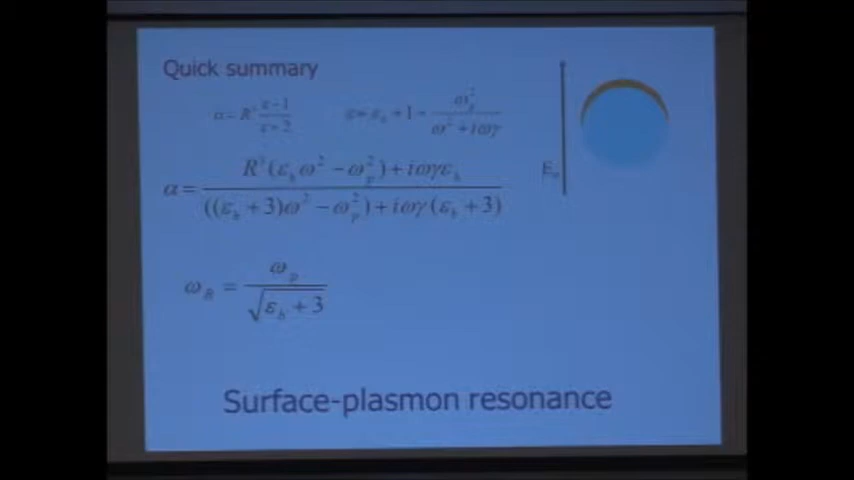 Quick summary
α = R³ (ε − 1)/(ε + 2)    ε = ε_b + 1 − ω_p²/(ω² + iωγ)
α = (R³(ε_b ω² − ω_p²) + iωγε_b)/(((ε_b + 3)ω² − ω_p²) + iωγ(ε_b + 3))
E₀
ω_R = ω_p/√(ε_b + 3)
Surface-plasmon resonance